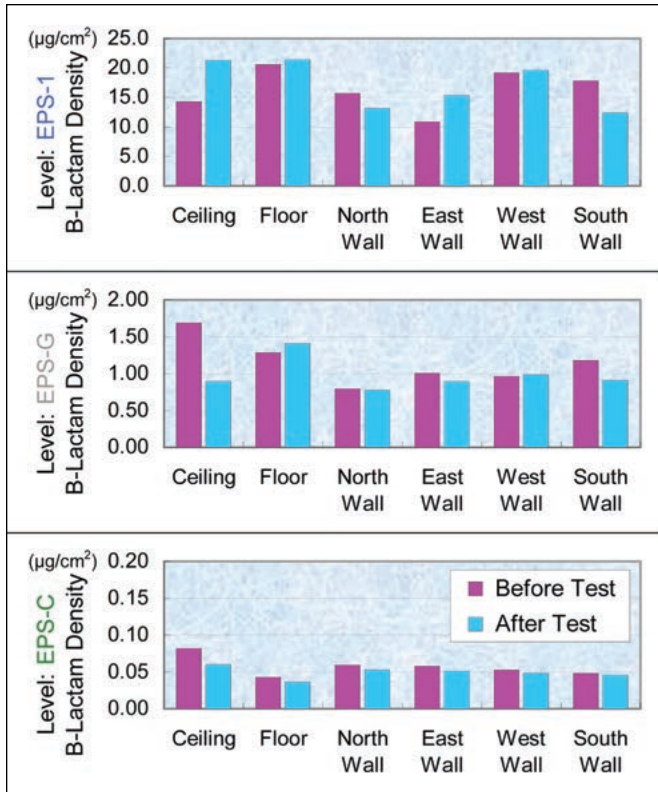 (µg/cm²)
Level: EPS-1
B-Lactam Density
25.0
20.0
15.0
10.0
5.0
0.0
Ceiling Floor North Wall East Wall West Wall South Wall
(µg/cm²)
Level: EPS-G
B-Lactam Density
2.00
1.50
1.00
0.50
0.00
Ceiling Floor North Wall East Wall West Wall South Wall
(µg/cm²)
Level: EPS-C
B-Lactam Density
0.20
0.15
0.10
0.05
0.00
Before Test
After Test
Ceiling Floor North Wall East Wall West Wall South Wall